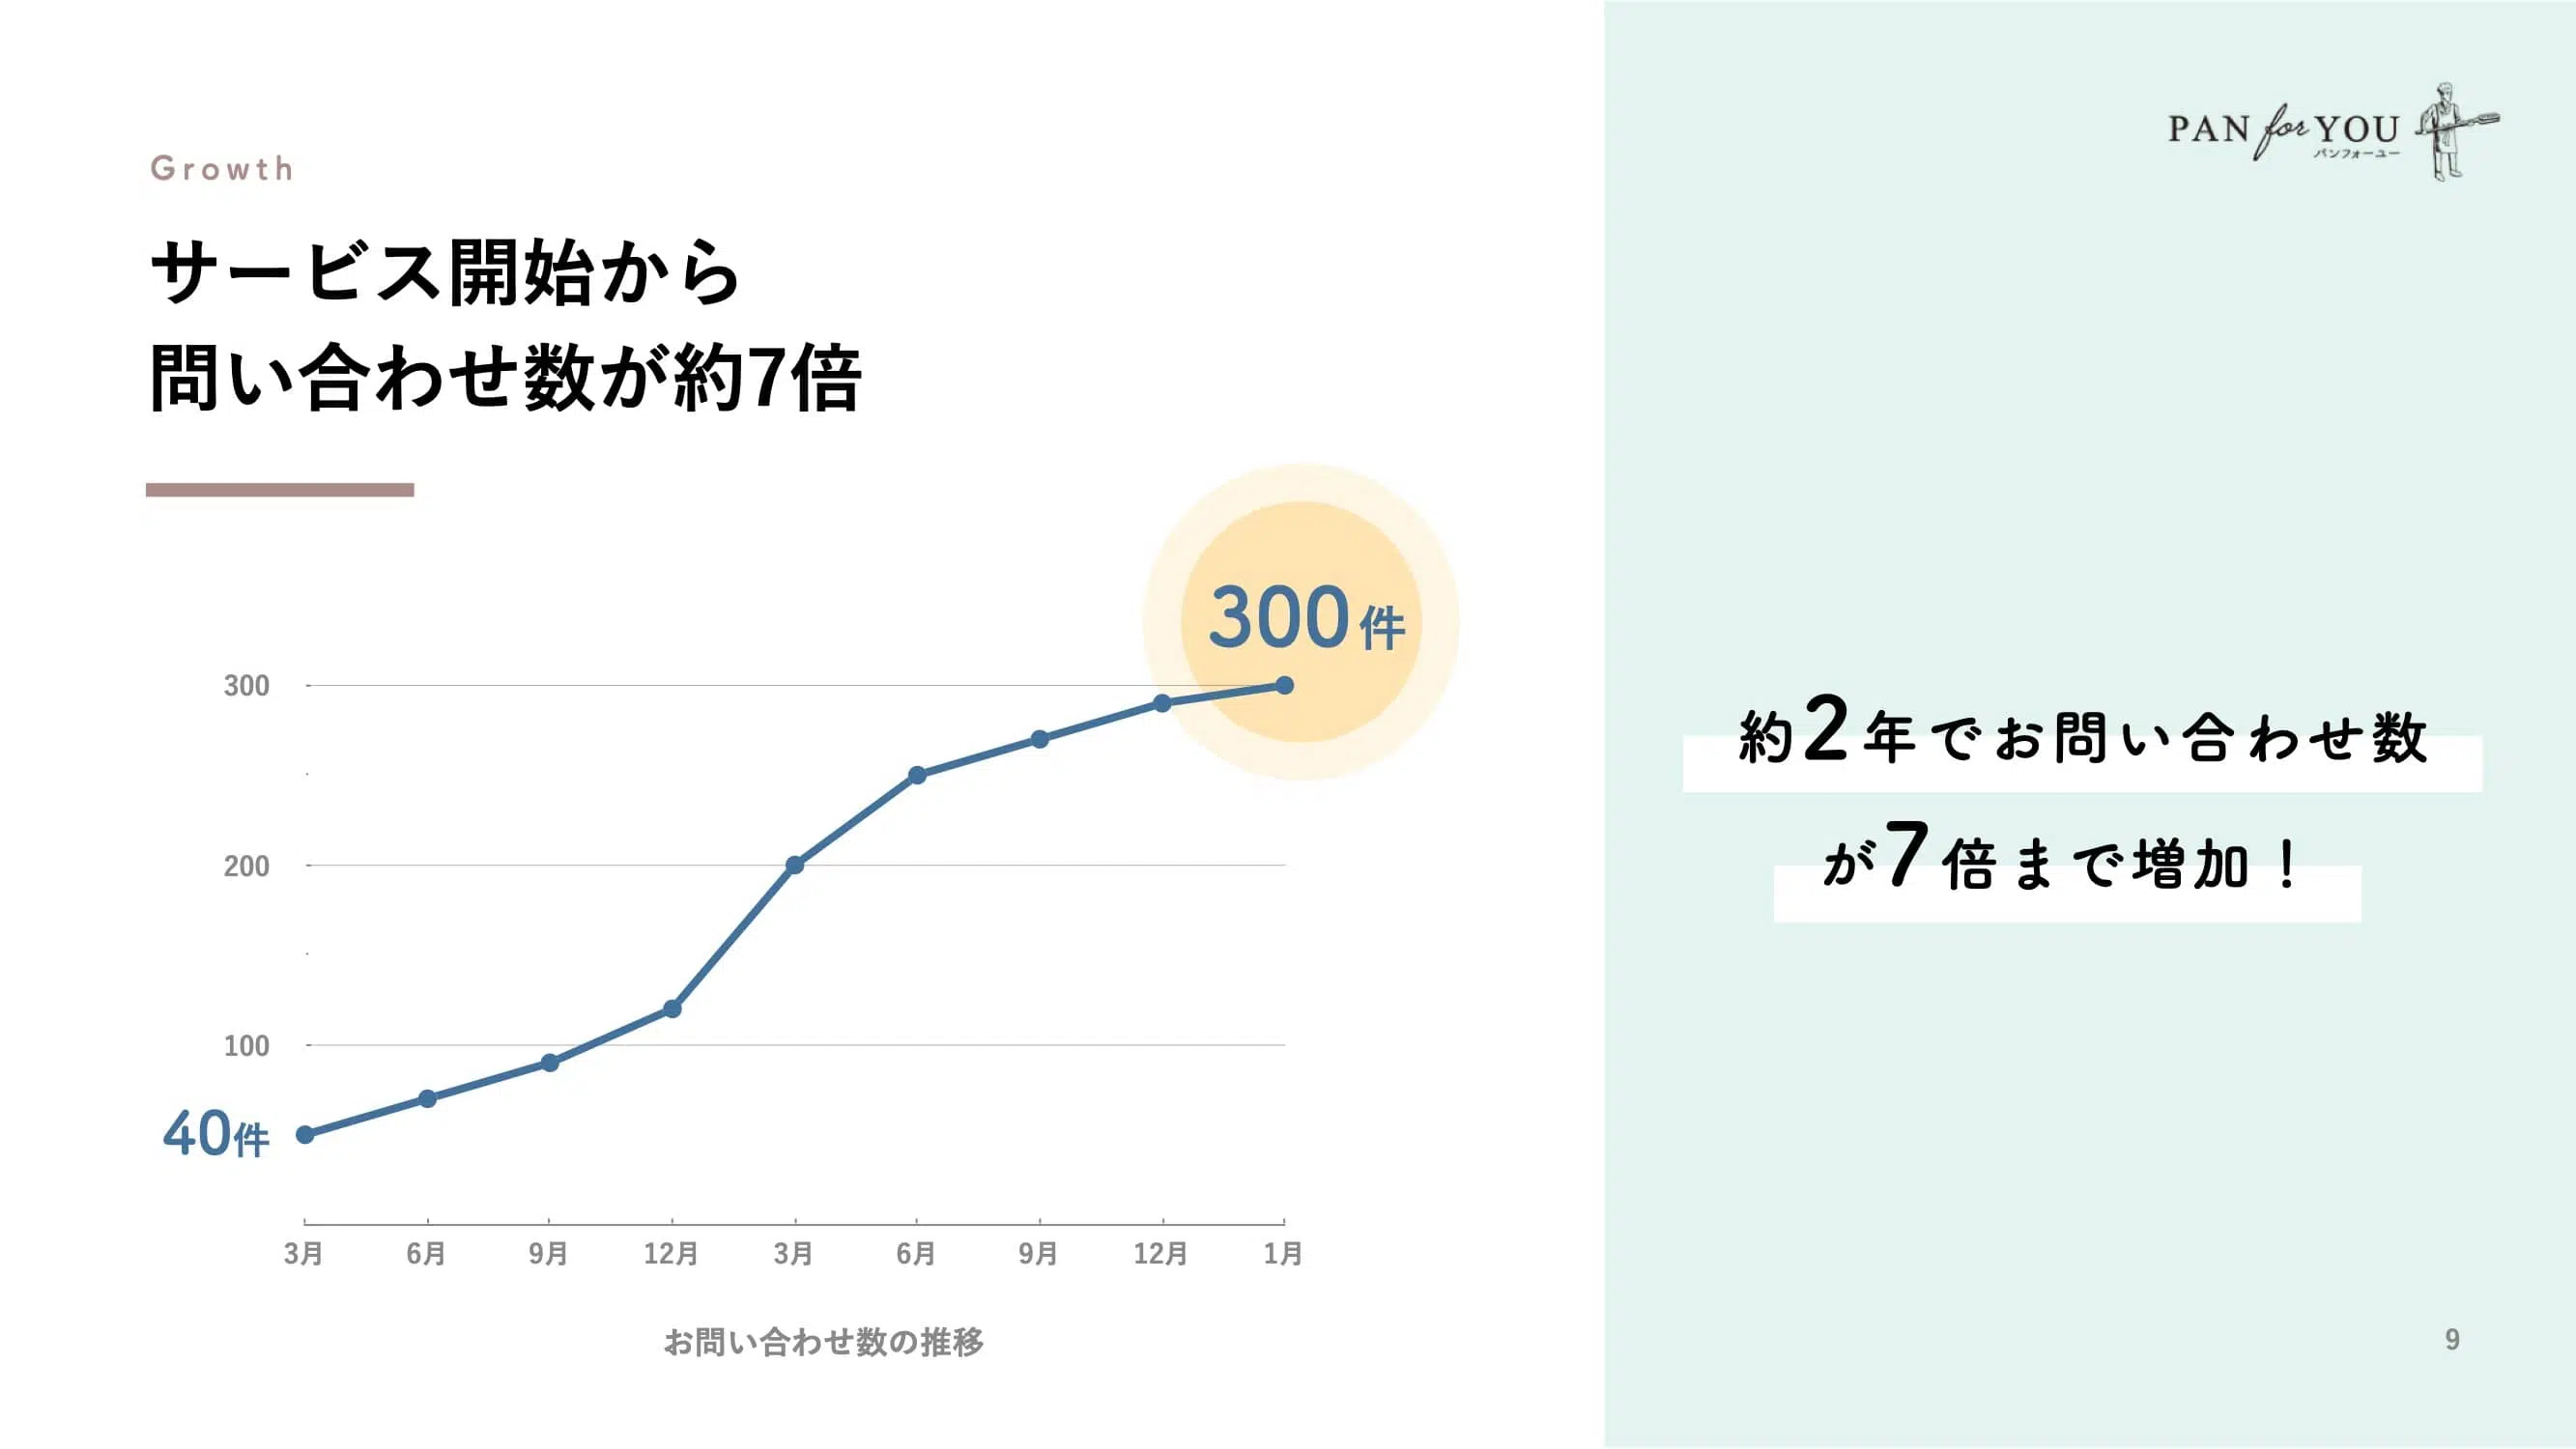 Growth
サービス開始から
問い合わせ数が約7倍
PAN for YOU
パンフォーユー
300件
300
200
100
40件
3月 6月 9月 12月 3月 6月 9月 12月 1月
お問い合わせ数の推移
約2年でお問い合わせ数
が7倍まで増加！
9